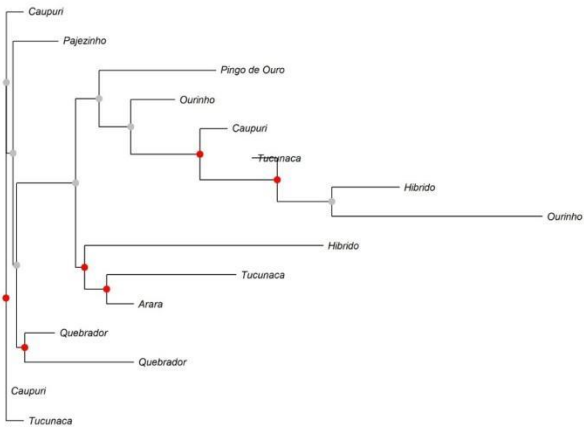 Caupuri
Pajezinho
Pingo de Ouro
Ourinho
Caupuri
Tucunaca
Hibrido
Ourinho
Hibrido
Tucunaca
Arara
Quebrador
Quebrador
Caupuri
Tucunaca